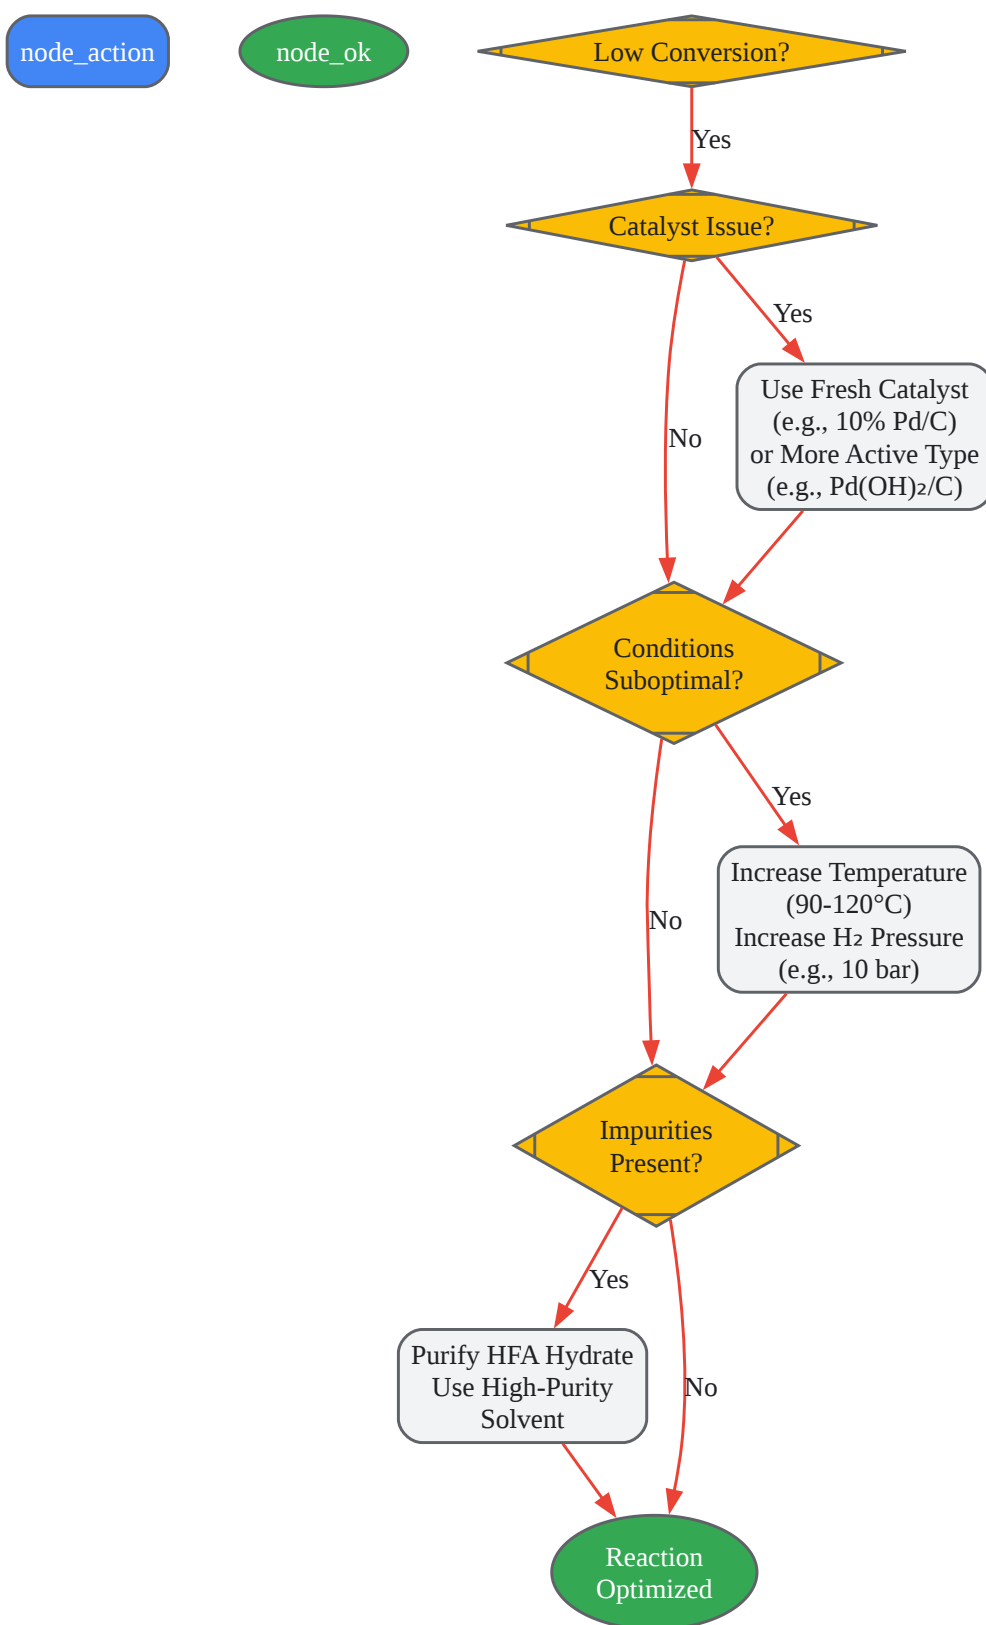 node_action
node_ok
Low Conversion?
Yes
Catalyst Issue?
Yes
No
Use Fresh Catalyst
(e.g., 10% Pd/C)
or More Active Type
(e.g., Pd(OH)₂/C)
Conditions
Suboptimal?
Yes
No
Increase Temperature
(90-120°C)
Increase H₂ Pressure
(e.g., 10 bar)
Impurities
Present?
Yes
No
Purify HFA Hydrate
Use High-Purity
Solvent
Reaction
Optimized